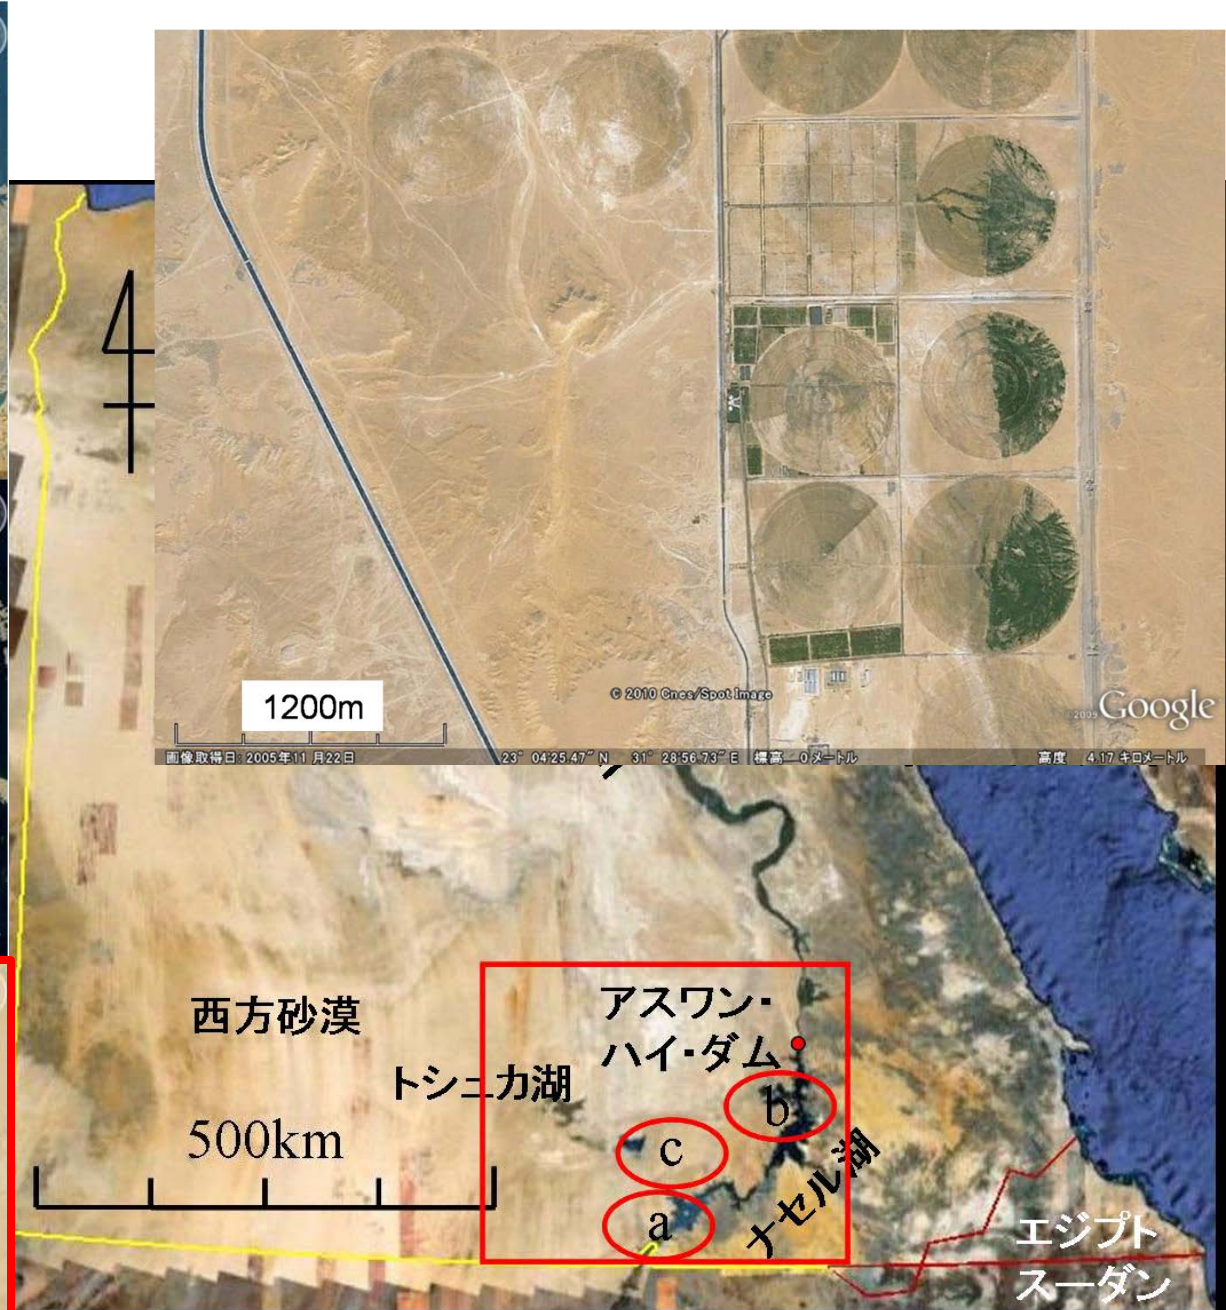 © 2010 Cnes/Spot Image
©2009 Google
1200m
画像取得日: 2005年11月22日 23° 04'25.47" N 31° 28'56.73" E 標高 0メートル 高度 4.17 キロメートル
西方砂漠
アスワン・
ハイ・ダム
トシュカ湖
b
500km
c
ナセル湖
a
エジプト
スーダン